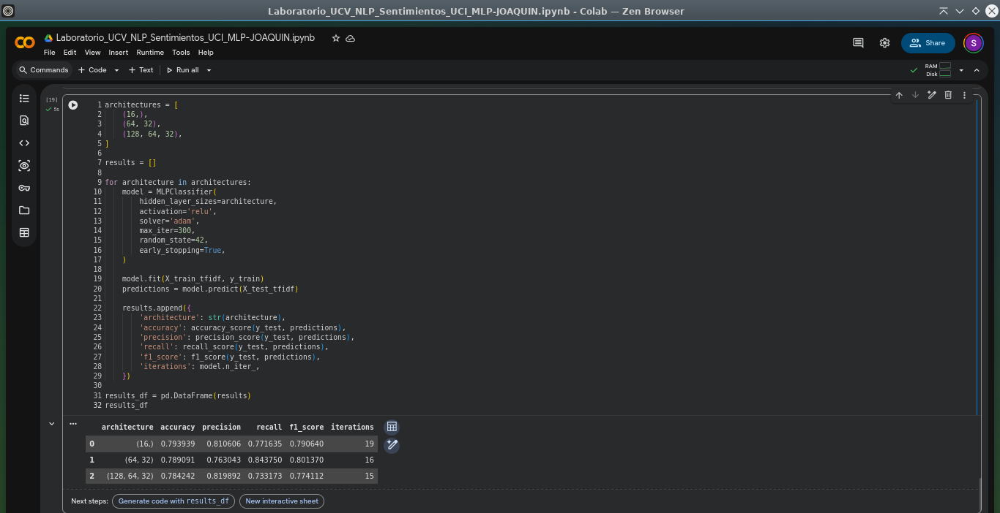 Laboratorio_UCV_NLP_Sentimientos_UCI_MLP-JOAQUIN.ipynb - Colab — Zen Browser
Laboratorio_UCV_NLP_Sentimientos_UCI_MLP-JOAQUIN.ipynb
File Edit View Insert Runtime Tools Help
Share
S
Commands + Code + Text Run all
RAM
Disk
[19]
5s
1 architectures = [
2     (16,),
3     (64, 32),
4     (128, 64, 32),
5 ]
6
7 results = []
8
9 for architecture in architectures:
10     model = MLPClassifier(
11         hidden_layer_sizes=architecture,
12         activation='relu',
13         solver='adam',
14         max_iter=300,
15         random_state=42,
16         early_stopping=True,
17     )
18
19     model.fit(X_train_tfidf, y_train)
20     predictions = model.predict(X_test_tfidf)
21
22     results.append({
23         'architecture': str(architecture),
24         'accuracy': accuracy_score(y_test, predictions),
25         'precision': precision_score(y_test, predictions),
26         'recall': recall_score(y_test, predictions),
27         'f1_score': f1_score(y_test, predictions),
28         'iterations': model.n_iter_,
29     })
30
31 results_df = pd.DataFrame(results)
32 results_df
architecture accuracy precision recall f1_score iterations
0 (16,) 0.793939 0.810606 0.771635 0.790640 19
1 (64, 32) 0.789091 0.763043 0.843750 0.801370 16
2 (128, 64, 32) 0.784242 0.819892 0.733173 0.774112 15
Next steps: Generate code with results_df New interactive sheet